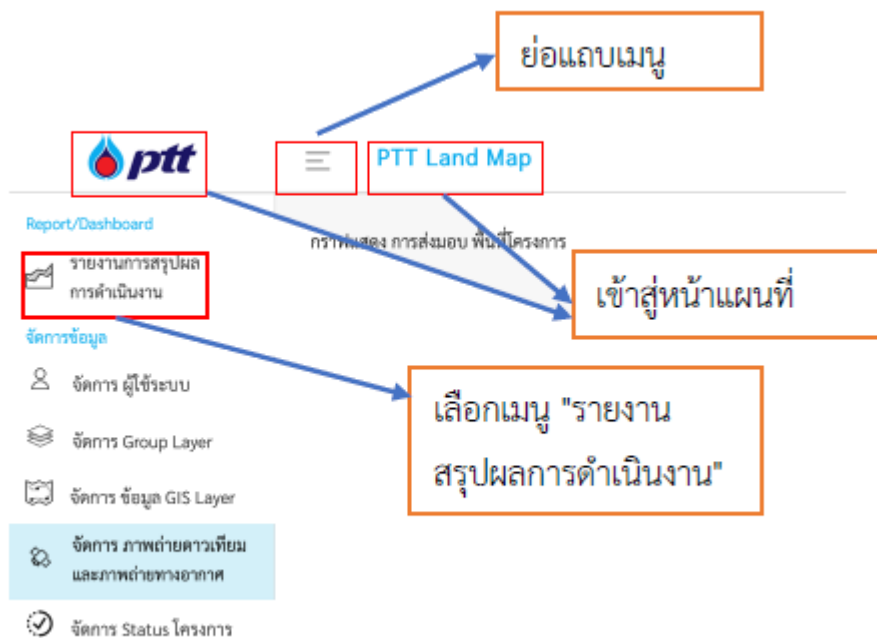 ย่อแถบเมนู
ptt
PTT Land Map
Report/Dashboard
รายงานการสรุปผล
การดำเนินงาน
กราฟแสดง การส่งมอบ พื้นที่โครงการ
เข้าสู่หน้าแผนที่
จัดการข้อมูล
จัดการ ผู้ใช้ระบบ
เลือกเมนู "รายงาน
สรุปผลการดำเนินงาน"
จัดการ Group Layer
จัดการ ข้อมูล GIS Layer
จัดการ ภาพถ่ายดาวเทียม
และภาพถ่ายทางอากาศ
จัดการ Status โครงการ